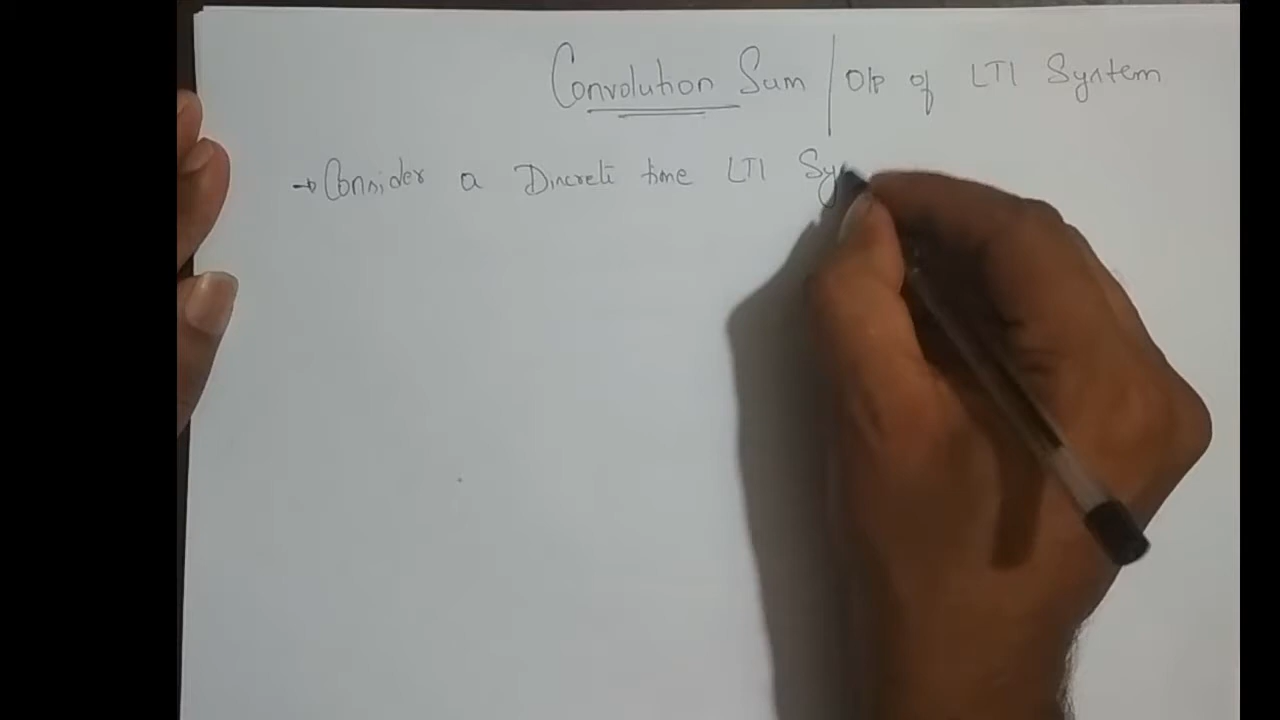 Convolution Sum | O/P of LTI System
→ Consider a Discrete time LTI Sy